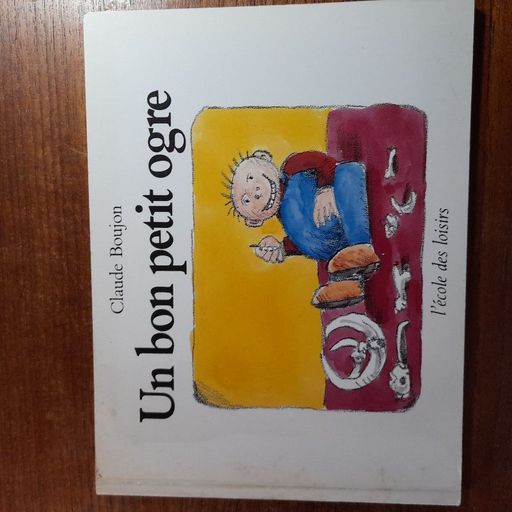 Claude Boujon
Un bon petit ogre
l'école des loisirs